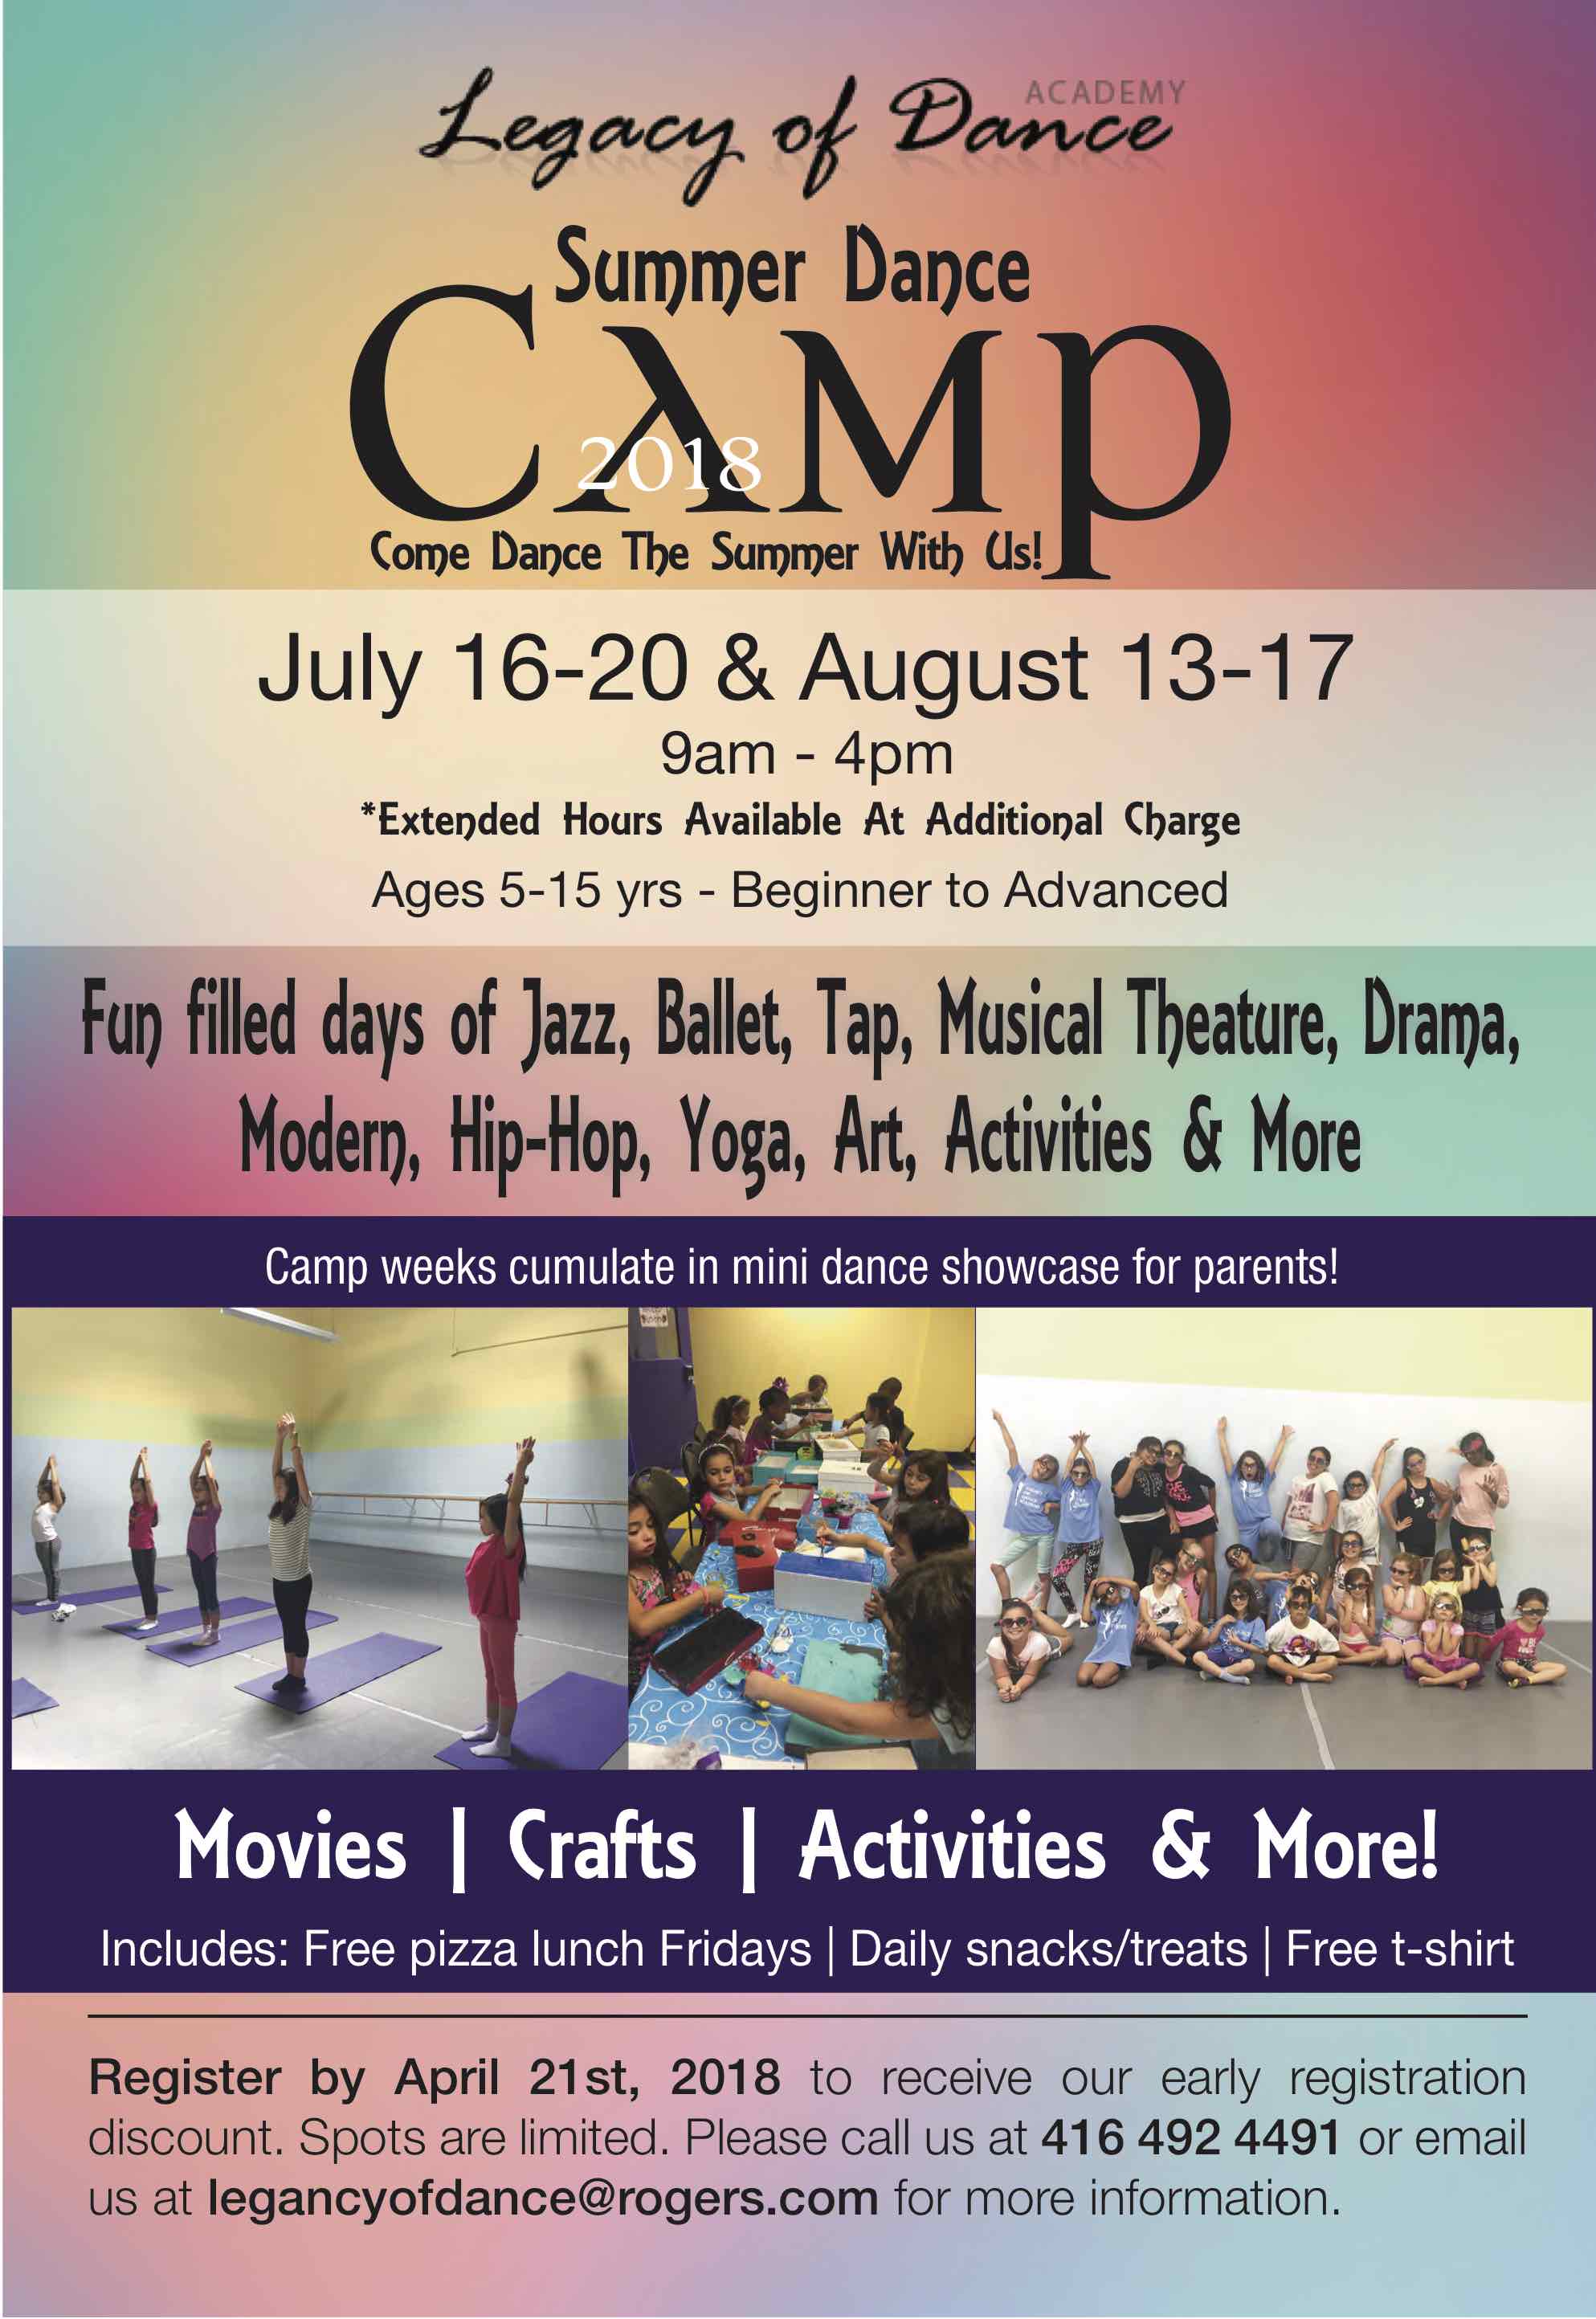 Legacy of Dance ACADEMY
Summer Dance
CAMP
2018
Come Dance The Summer With Us!
July 16-20 & August 13-17
9am - 4pm
*Extended Hours Available At Additional Charge
Ages 5-15 yrs - Beginner to Advanced
Fun filled days of Jazz, Ballet, Tap, Musical Theature, Drama,
Modern, Hip-Hop, Yoga, Art, Activities & More
Camp weeks cumulate in mini dance showcase for parents!
Movies | Crafts | Activities & More!
Includes: Free pizza lunch Fridays | Daily snacks/treats | Free t-shirt
Register by April 21st, 2018 to receive our early registration
discount. Spots are limited. Please call us at 416 492 4491 or email
us at legancyofdance@rogers.com for more information.